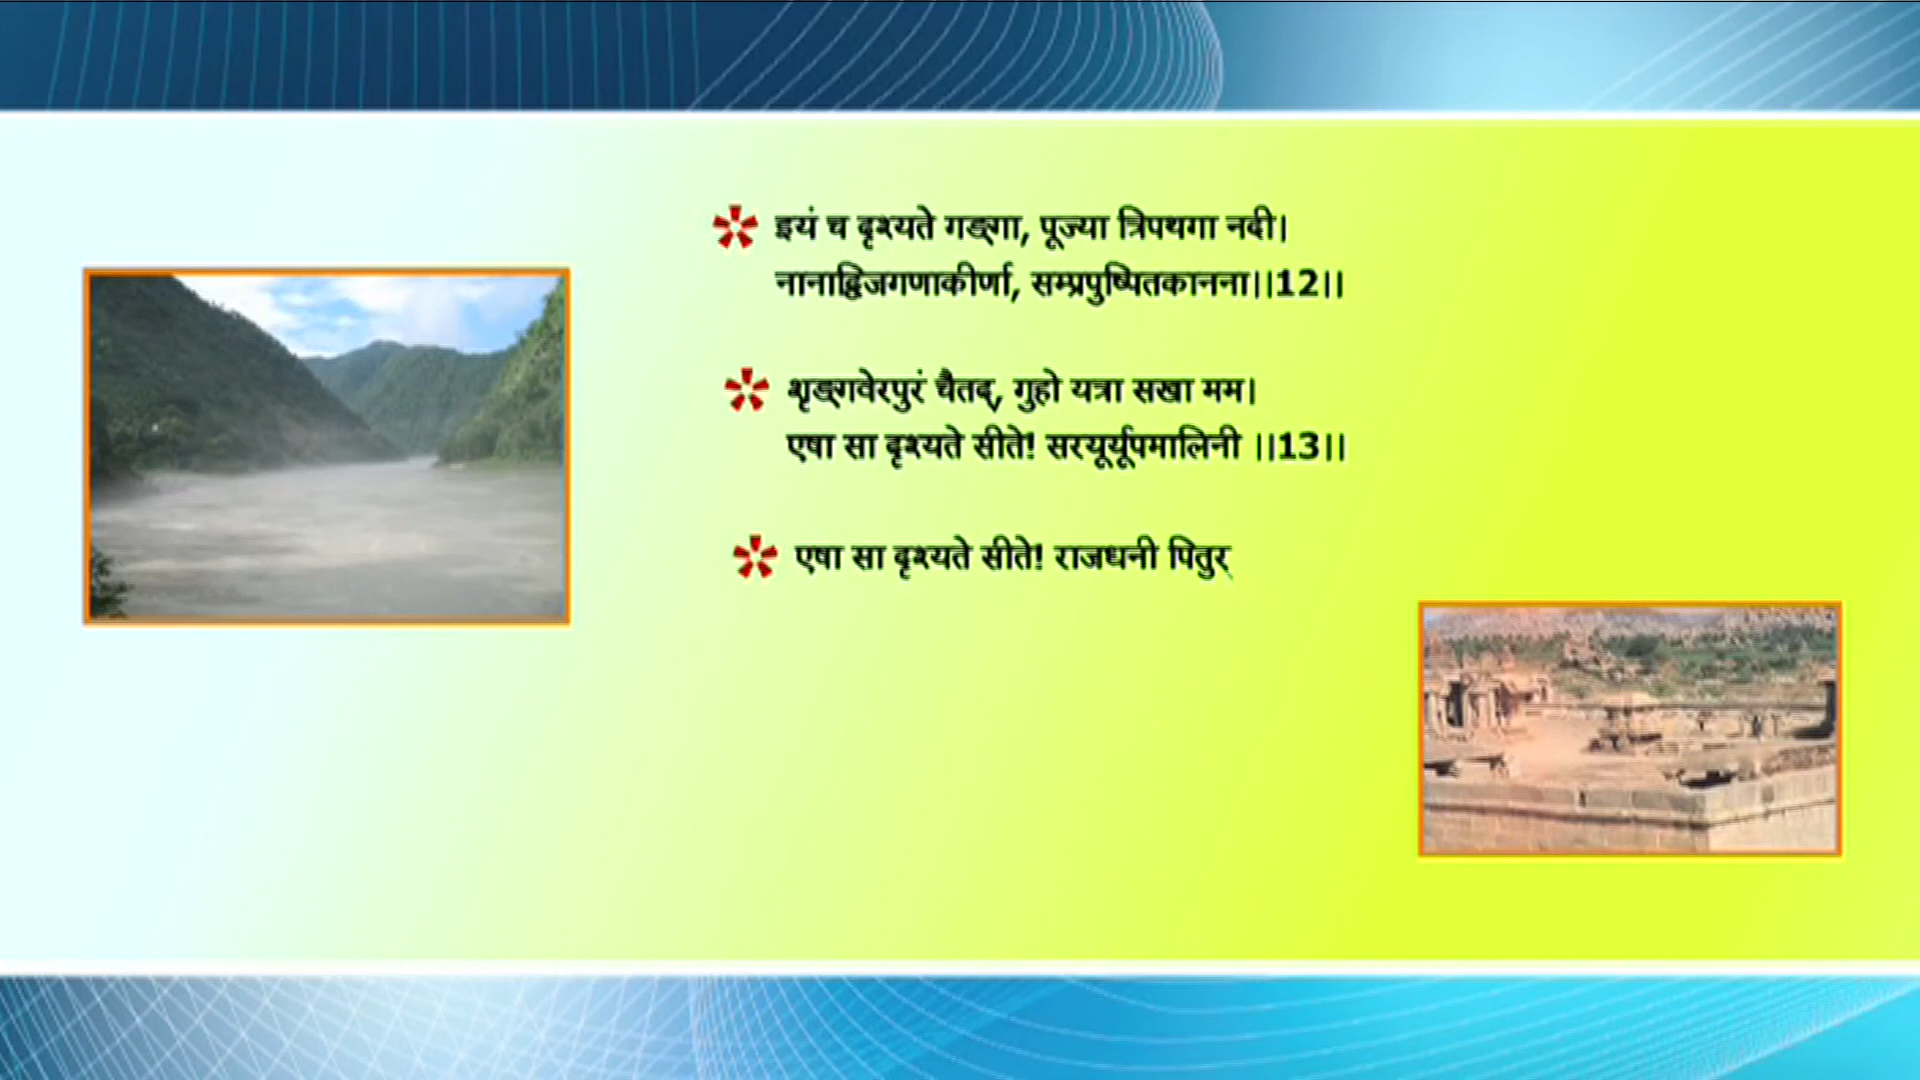 इयं च दृश्यते गङ्गा, पूज्या त्रिपथगा नदी।
नानाद्विजगणाकीर्णा, सम्प्रपुष्पितकानना।।12।।
शृङ्गवेरपुरं चैतद्, गुहो यत्रा सखा मम।
एषा सा दृश्यते सीते! सरयूर्यूपमालिनी ।।13।।
एषा सा दृश्यते सीते! राजधनी पितुर्